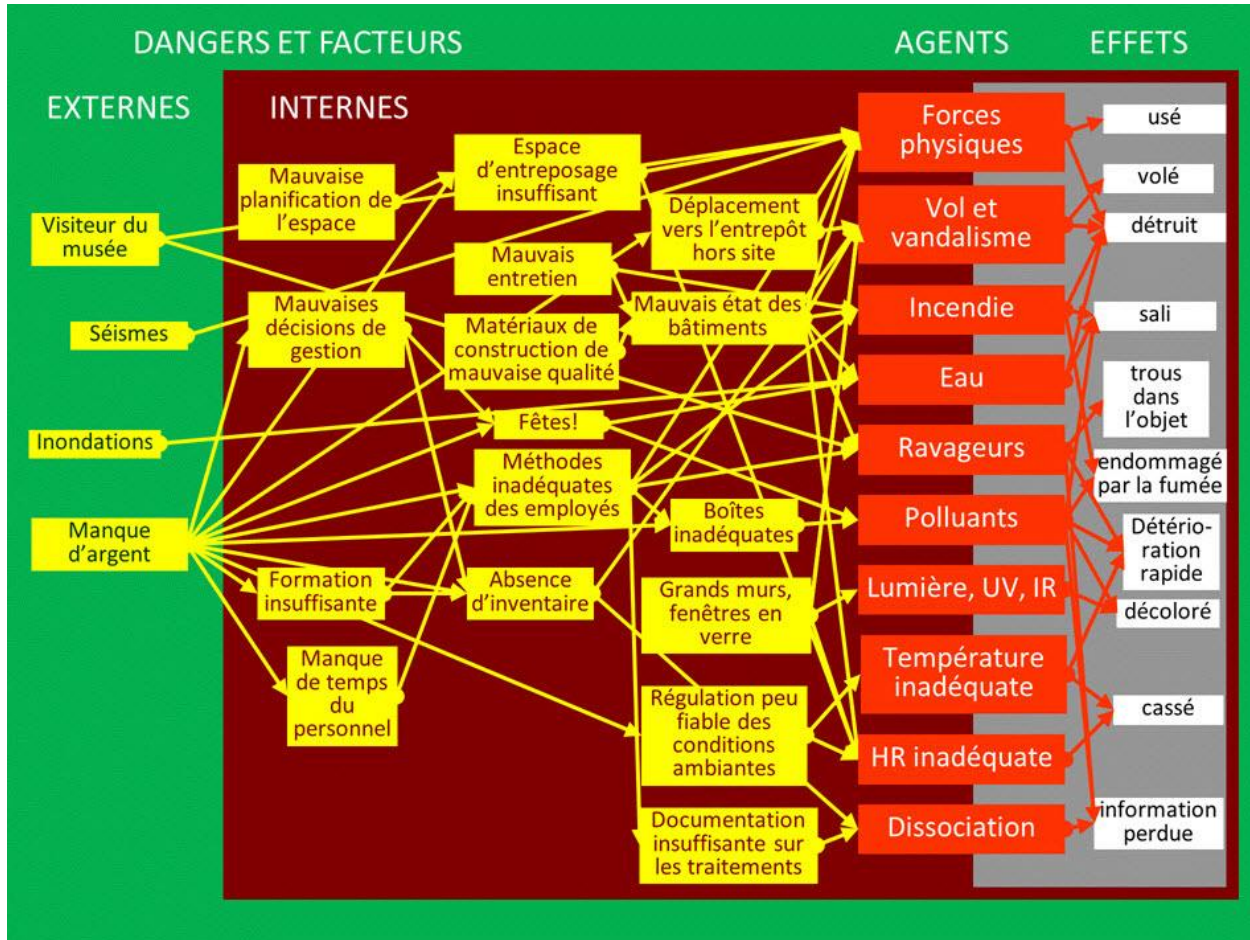 DANGERS ET FACTEURS
AGENTS
EFFETS
EXTERNES
INTERNES
Visiteur du
musée
Séismes
Inondations
Manque
d'argent
Mauvaise
planification de
l'espace
Mauvaises
décisions de
gestion
Formation
insuffisante
Manque
de temps
du
personnel
Espace
d'entreposage
insuffisant
Mauvais
entretien
Matériaux de
construction de
mauvaise qualité
Fêtes!
Méthodes
inadéquates
des employés
Absence
d'inventaire
Déplacement
vers l'entrepôt
hors site
Mauvais état des
bâtiments
Boîtes
inadéquates
Grands murs,
fenêtres en
verre
Régulation peu
fiable des
conditions
ambiantes
Documentation
insuffisante sur
les traitements
Forces
physiques
Vol et
vandalisme
Incendie
Eau
Ravageurs
Polluants
Lumière, UV, IR
Température
inadéquate
HR inadéquate
Dissociation
usé
volé
détruit
sali
trous
dans
l'objet
endommagé
par la fumée
Détério-
ration
rapide
décoloré
cassé
information
perdue